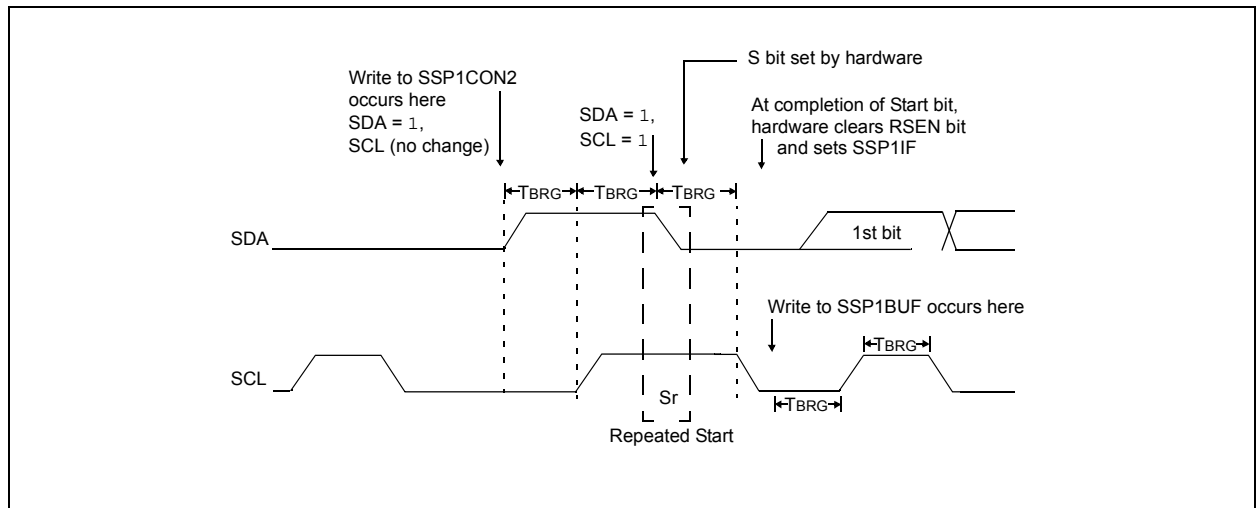 S bit set by hardware
Write to SSP1CON2
occurs here
SDA = 1,
SCL (no change)
SDA = 1,
SCL = 1
At completion of Start bit,
hardware clears RSEN bit
and sets SSP1IF
TBRG
TBRG
TBRG
SDA
1st bit
Write to SSP1BUF occurs here
TBRG
SCL
Sr
TBRG
Repeated Start